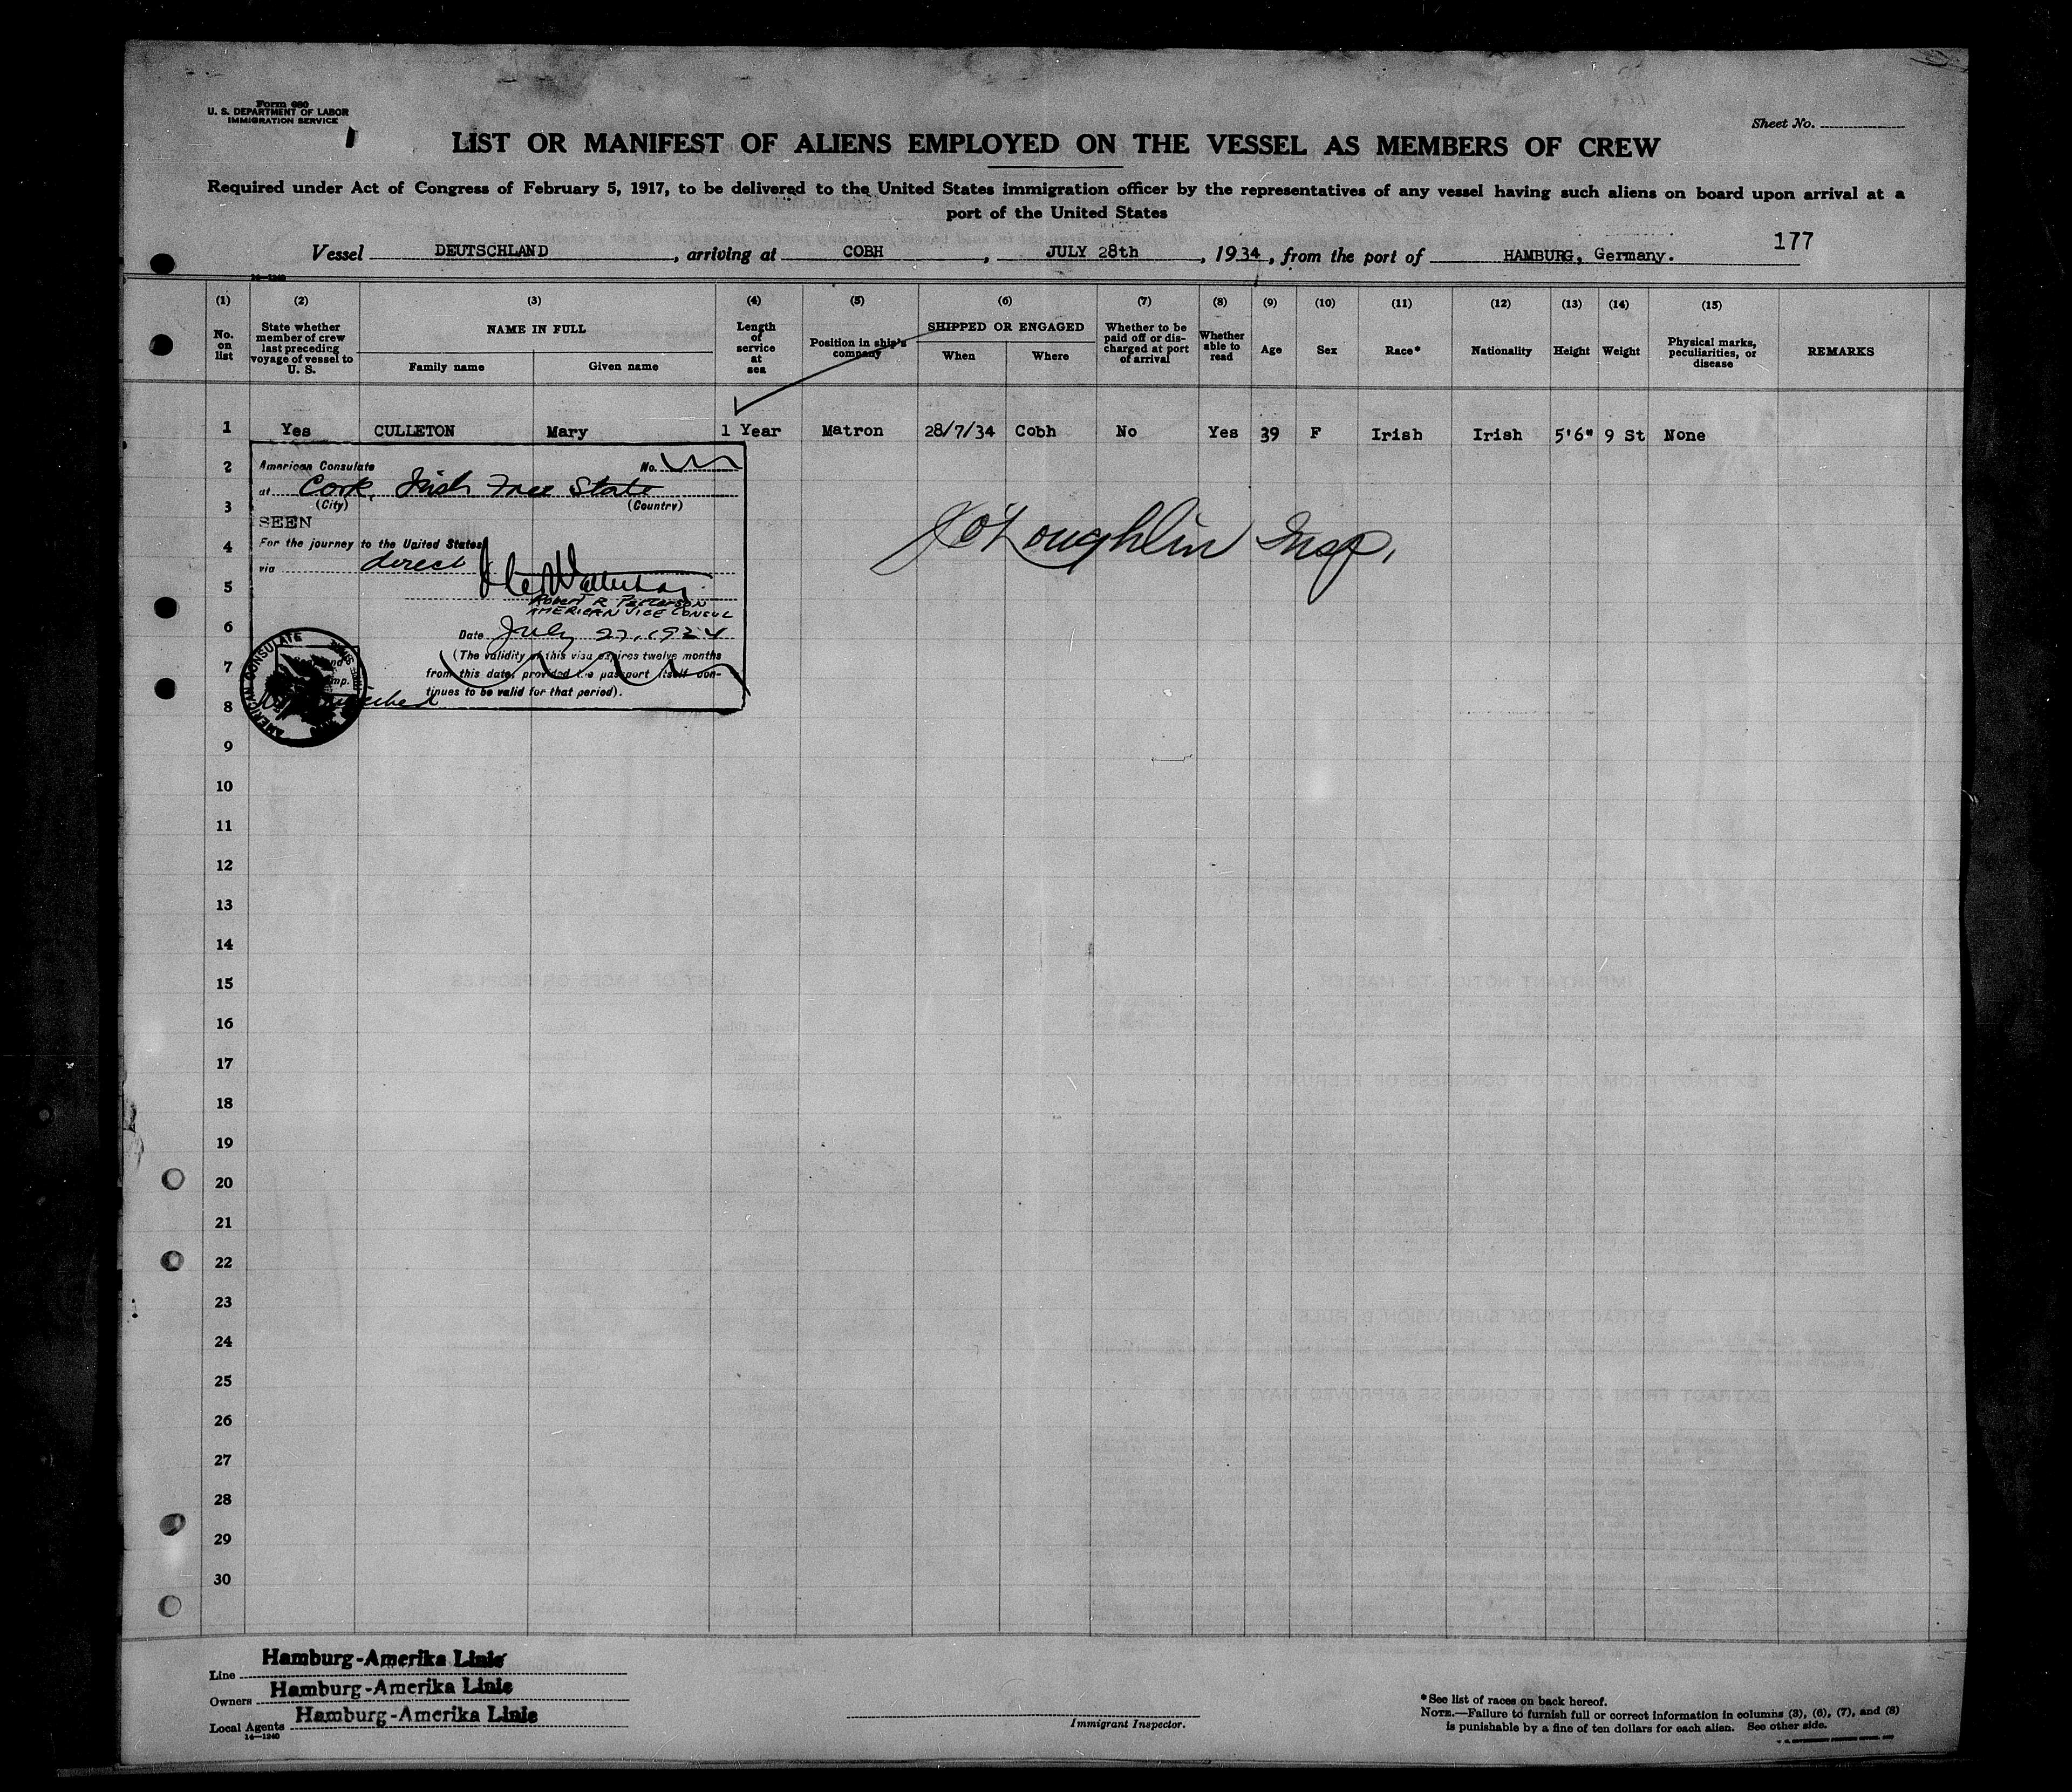 Form 680
U. S. DEPARTMENT OF LABOR
IMMIGRATION SERVICE
Sheet No.
LIST OR MANIFEST OF ALIENS EMPLOYED ON THE VESSEL AS MEMBERS OF CREW
Required under Act of Congress of February 5, 1917, to be delivered to the United States immigration officer by the representatives of any vessel having such aliens on board upon arrival at a
port of the United States
177
Vessel DEUTSCHLAND, arriving at COBH, JULY 28th, 1934, from the port of HAMBURG, Germany.
14—1240
(1) (2) (3) (4) (5) (6) (7) (8) (9) (10) (11) (12) (13) (14) (15)
No. on list
State whether member of crew last preceding voyage of vessel to U. S.
NAME IN FULL
Family name
Given name
Length of service at sea
Position in ship's company
SHIPPED OR ENGAGED
When
Where
Whether to be paid off or discharged at port of arrival
Whether able to read
Age
Sex
Race*
Nationality
Height
Weight
Physical marks, peculiarities, or disease
REMARKS
1 Yes CULLETON Mary 1 Year Matron 28/7/34 Cobh No Yes 39 F Irish Irish 5'6" 9 St None
2
3
4
5
6
7
8
American Consulate No.
at Cork, Irish Free State
(City) (Country)
SEEN
For the journey to the United States
via direct
Robert R. Patterson
AMERICAN VICE CONSUL
Date July 27, 1934
(The validity of this visa expires twelve months
from this date, provided the passport itself con-
tinues to be valid for that period).
AMERICAN CONSULATE
J O'Loughlin Insp.
9
10
11
12
13
14
15
16
17
18
19
20
21
22
23
24
25
26
27
28
29
30
Line Hamburg-Amerika Linie
Owners Hamburg-Amerika Linie
Local Agents Hamburg-Amerika Linie
14—1240
Immigrant Inspector.
*See list of races on back hereof.
NOTE.—Failure to furnish full or correct information in columns (3), (6), (7), and (8)
is punishable by a fine of ten dollars for each alien. See other side.